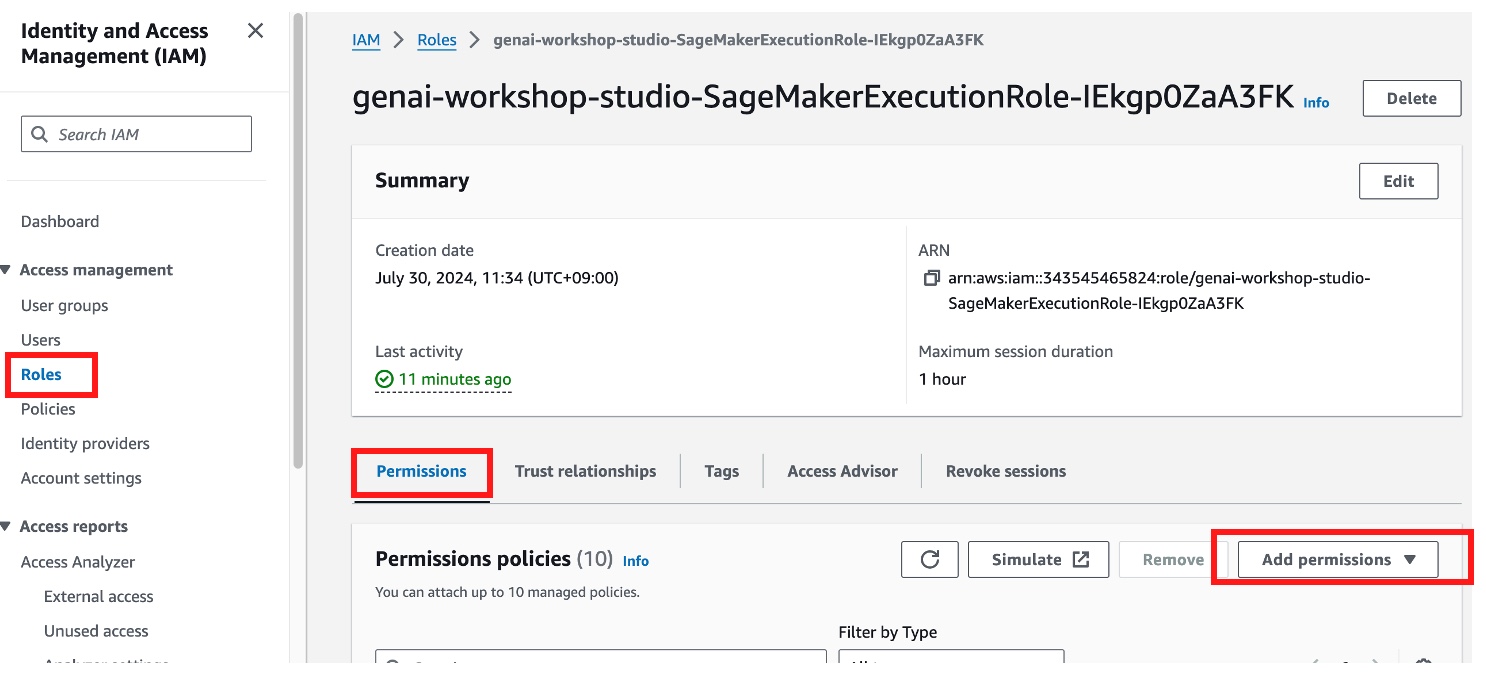 Identity and Access
Management (IAM)
Search IAM
Dashboard
Access management
User groups
Users
Roles
Policies
Identity providers
Account settings
Access reports
Access Analyzer
External access
Unused access
Analyzer settings
IAM > Roles > genai-workshop-studio-SageMakerExecutionRole-IEkgp0ZaA3FK
genai-workshop-studio-SageMakerExecutionRole-IEkgp0ZaA3FK Info
Delete
Summary
Edit
Creation date
July 30, 2024, 11:34 (UTC+09:00)
ARN
arn:aws:iam::343545465824:role/genai-workshop-studio-
SageMakerExecutionRole-IEkgp0ZaA3FK
Last activity
11 minutes ago
Maximum session duration
1 hour
Permissions Trust relationships Tags Access Advisor Revoke sessions
Permissions policies (10) Info
Simulate Remove Add permissions
You can attach up to 10 managed policies.
Filter by Type